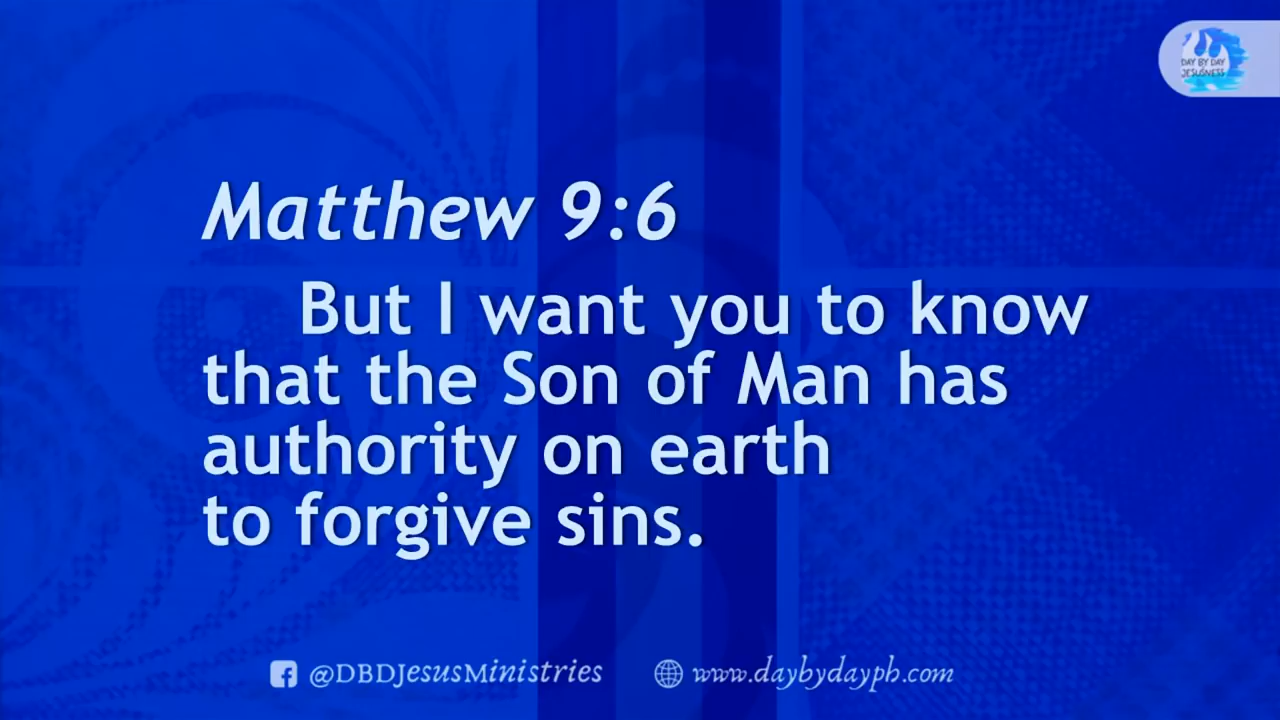 DAY BY DAY
JESUSNESS
Matthew 9:6
But I want you to know
that the Son of Man has
authority on earth
to forgive sins.
@DBDJesusMinistries www.daybydayph.com